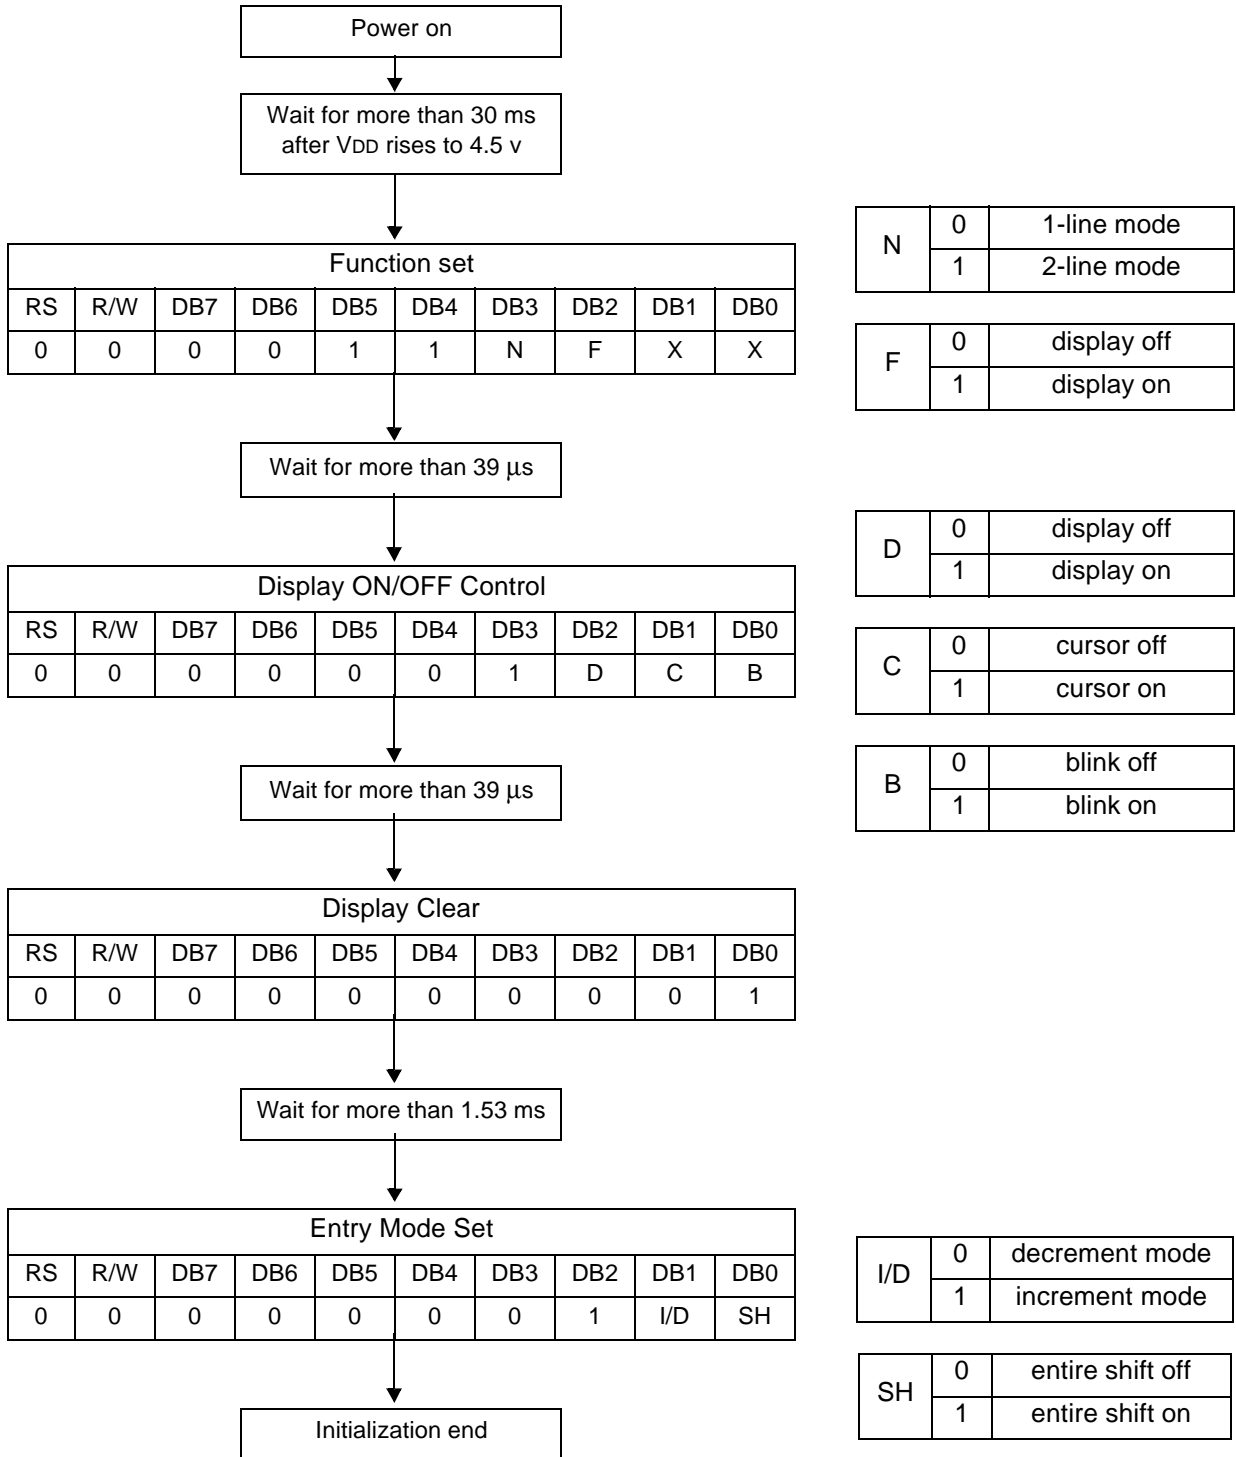 Power on
Wait for more than 30 ms
after VDD rises to 4.5 v
Function set
RS R/W DB7 DB6 DB5 DB4 DB3 DB2 DB1 DB0
0 0 0 0 1 1 N F X X
N 0 1-line mode
1 2-line mode
F 0 display off
1 display on
Wait for more than 39 μs
Display ON/OFF Control
RS R/W DB7 DB6 DB5 DB4 DB3 DB2 DB1 DB0
0 0 0 0 0 0 1 D C B
D 0 display off
1 display on
C 0 cursor off
1 cursor on
B 0 blink off
1 blink on
Wait for more than 39 μs
Display Clear
RS R/W DB7 DB6 DB5 DB4 DB3 DB2 DB1 DB0
0 0 0 0 0 0 0 0 0 1
Wait for more than 1.53 ms
Entry Mode Set
RS R/W DB7 DB6 DB5 DB4 DB3 DB2 DB1 DB0
0 0 0 0 0 0 0 1 I/D SH
I/D 0 decrement mode
1 increment mode
SH 0 entire shift off
1 entire shift on
Initialization end